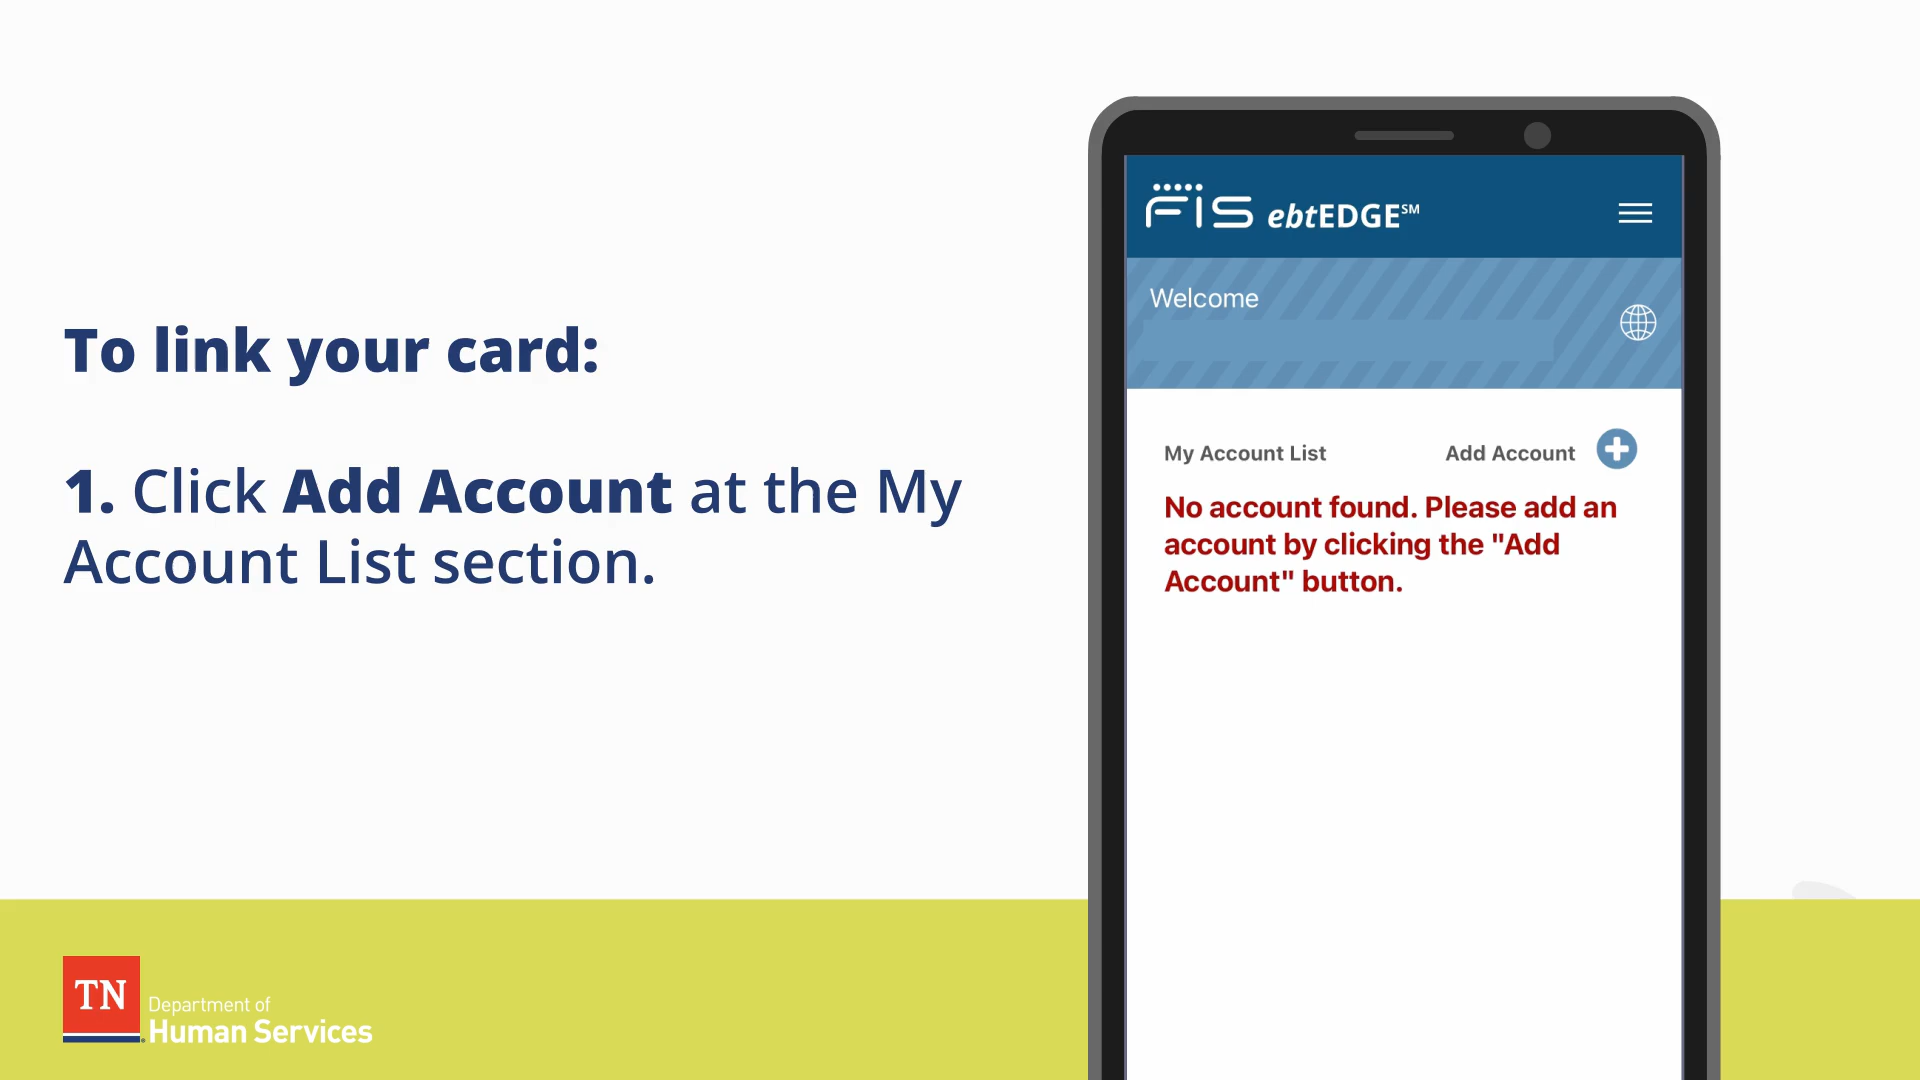 To link your card:
1. Click Add Account at the My
Account List section.
FIS ebtEDGE℠
Welcome
My Account List
Add Account
No account found. Please add an
account by clicking the "Add
Account" button.
TN
Department of
Human Services